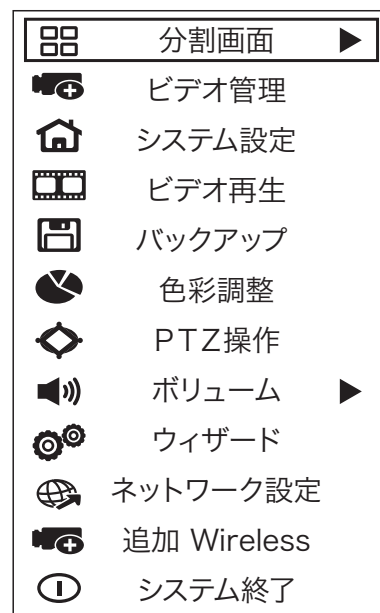 分割画面
ビデオ管理
システム設定
ビデオ再生
バックアップ
色彩調整
PTZ操作
ボリューム
ウィザード
ネットワーク設定
追加 Wireless
システム終了